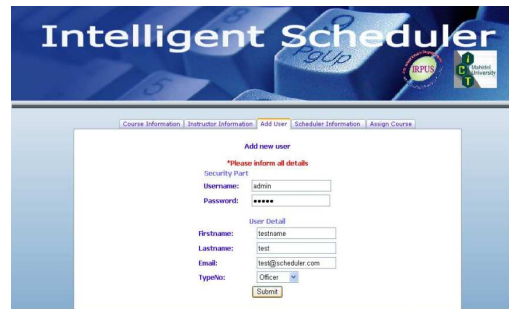 Intelligent Scheduler
PgUp
IRPUS
ICT Mahidol University
Course Information Instructor Information Add User Scheduler Information Assign Course
Add new user
*Please inform all details
Security Part
Username: admin
Password: •••••
User Detail
Firstname: testname
Lastname: test
Email: test@scheduler.com
TypeNo: Officer
Submit